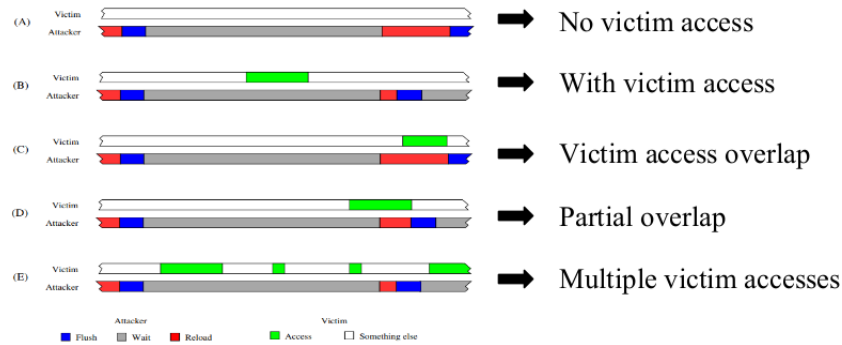 (A) Victim
Attacker
No victim access
(B) Victim
Attacker
With victim access
(C) Victim
Attacker
Victim access overlap
(D) Victim
Attacker
Partial overlap
(E) Victim
Attacker
Multiple victim accesses
Attacker Victim
Flush Wait Reload Access Something else